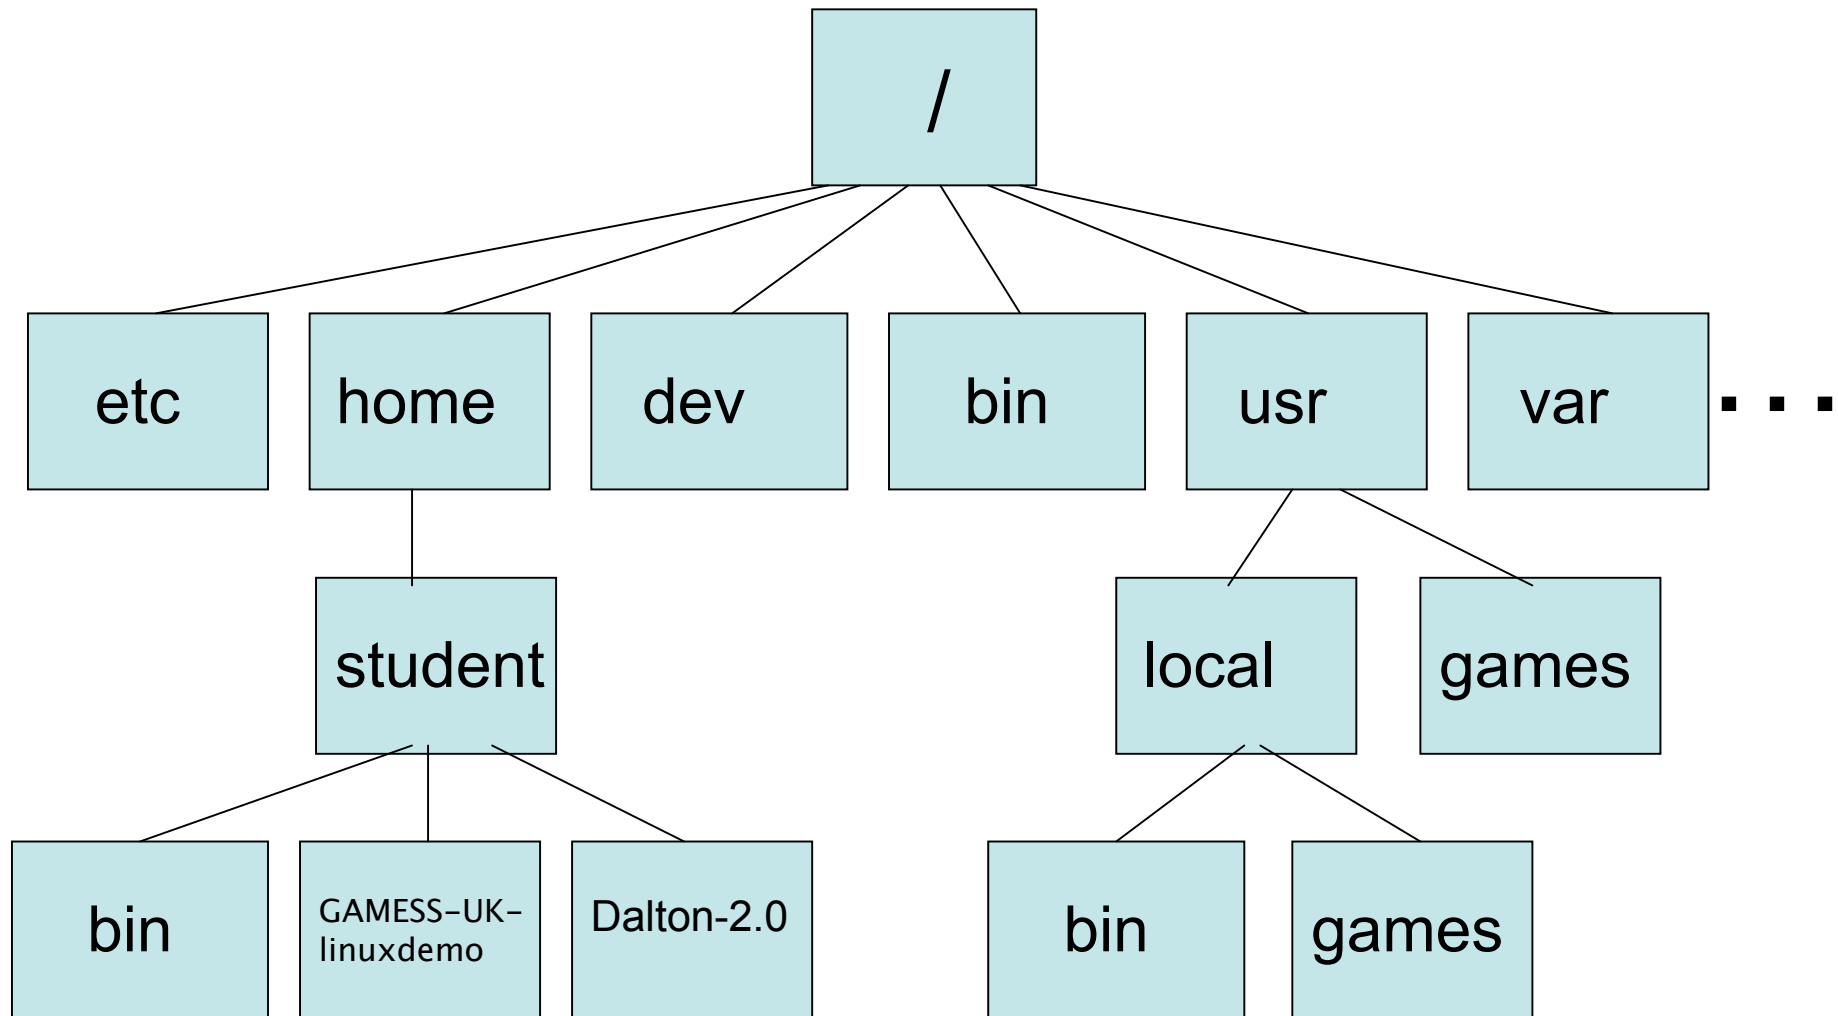 /
etc
home
dev
bin
usr
var
...
student
local
games
bin
GAMESS-UK-
linuxdemo
Dalton-2.0
bin
games